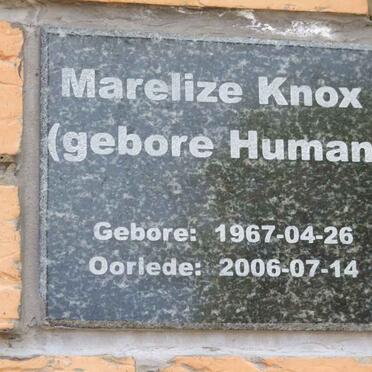 Marelize Knox
(gebore Human
Gebore: 1967-04-26
Oorlede: 2006-07-14